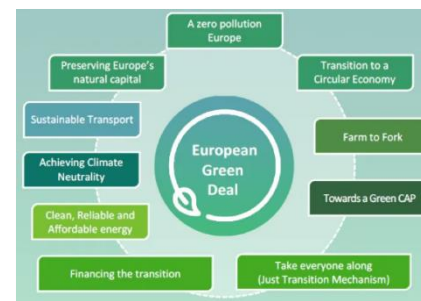 A zero pollution
Europe
Preserving Europe's
natural capital
Transition to a
Circular Economy
Sustainable Transport
European
Green
Deal
Farm to Fork
Achieving Climate
Neutrality
Towards a Green CAP
Clean, Reliable and
Affordable energy
Financing the transition
Take everyone along
(Just Transition Mechanism)